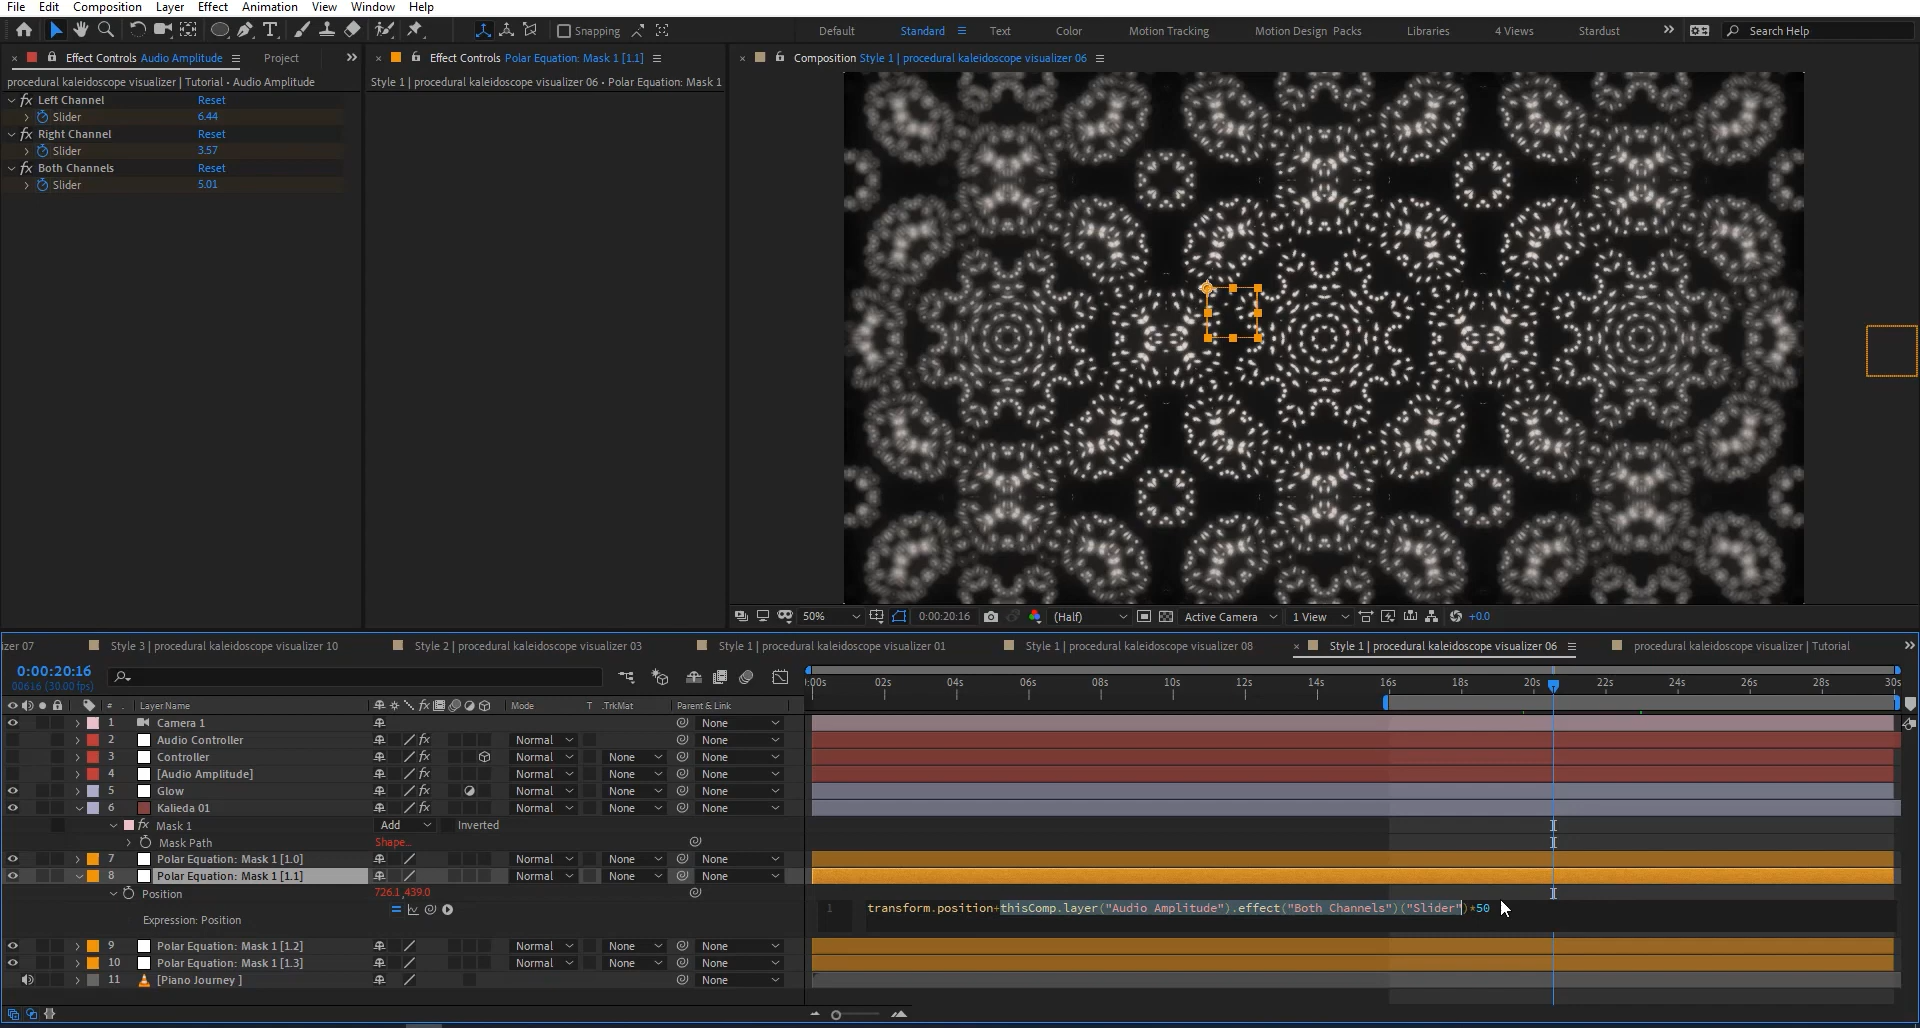 File Edit Composition Layer Effect Animation View Window Help
Snapping
Default Standard Text Color Motion Tracking Motion Design Packs Libraries 4 Views Stardust Search Help
Effect Controls Audio Amplitude Project
procedural kaleidoscope visualizer | Tutorial • Audio Amplitude
fx Left Channel Reset
Slider 6.44
fx Right Channel Reset
Slider 3.57
fx Both Channels Reset
Slider 5.01
Effect Controls Polar Equation: Mask 1 [1.1]
Style 1 | procedural kaleidoscope visualizer 06 • Polar Equation: Mask 1
Composition Style 1 | procedural kaleidoscope visualizer 06
50% 0:00:20:16 (Half) Active Camera 1 View +0.0
izer 07 Style 3 | procedural kaleidoscope visualizer 10 Style 2 | procedural kaleidoscope visualizer 03 Style 1 | procedural kaleidoscope visualizer 01 Style 1 | procedural kaleidoscope visualizer 08 Style 1 | procedural kaleidoscope visualizer 06 procedural kaleidoscope visualizer | Tutorial
0:00:20:16
00616 (30.00 fps)
:00s 02s 04s 06s 08s 10s 12s 14s 16s 18s 20s 22s 24s 26s 28s 30s
# Layer Name fx Mode T .TrkMat Parent & Link
1 Camera 1 None
2 Audio Controller fx Normal None
3 Controller fx Normal None None
4 [Audio Amplitude] fx Normal None None
5 Glow fx Normal None None
6 Kalieda 01 fx Normal None None
fx Mask 1 Add Inverted
Mask Path Shape...
7 Polar Equation: Mask 1 [1.0] Normal None None
8 Polar Equation: Mask 1 [1.1] Normal None None
Position 726.1,439.0
Expression: Position
1 transform.position+thisComp.layer("Audio Amplitude").effect("Both Channels")("Slider")*50
9 Polar Equation: Mask 1 [1.2] Normal None None
10 Polar Equation: Mask 1 [1.3] Normal None None
11 [Piano Journey ] None